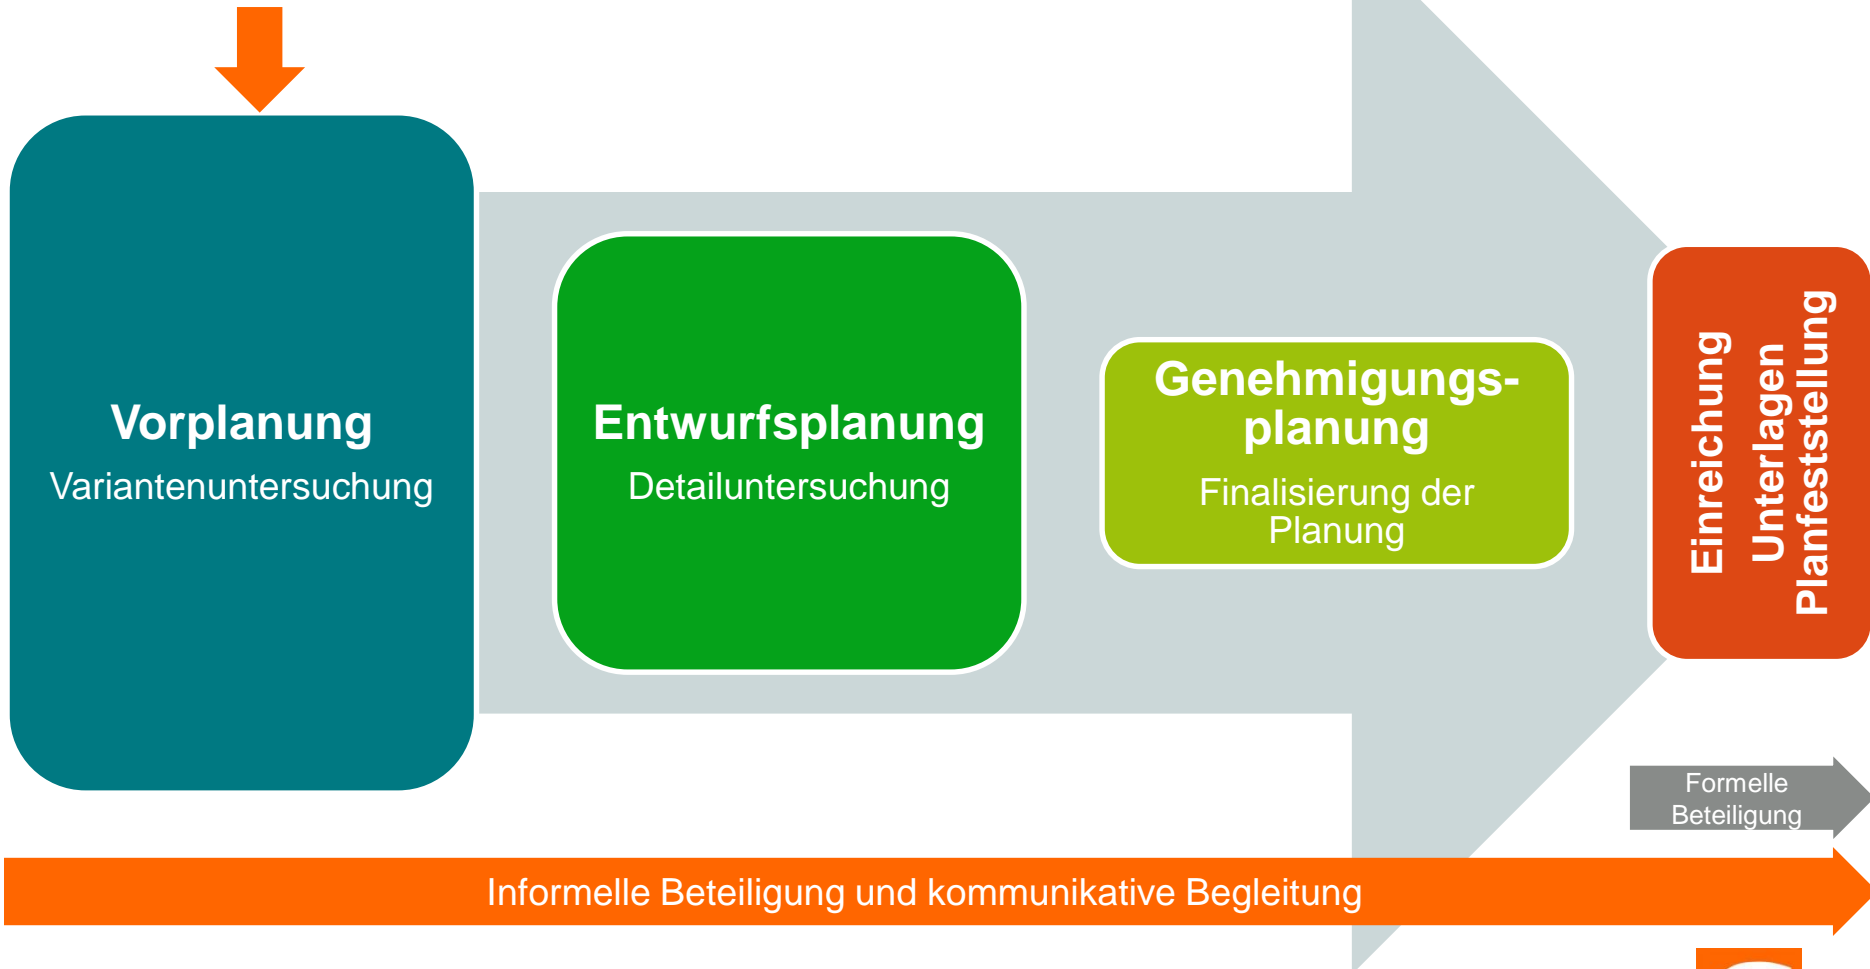 Vorplanung
Variantenuntersuchung
Entwurfsplanung
Detailuntersuchung
Genehmigungs-
planung
Finalisierung der
Planung
Einreichung
Unterlagen
Planfeststellung
Formelle
Beteiligung
Informelle Beteiligung und kommunikative Begleitung